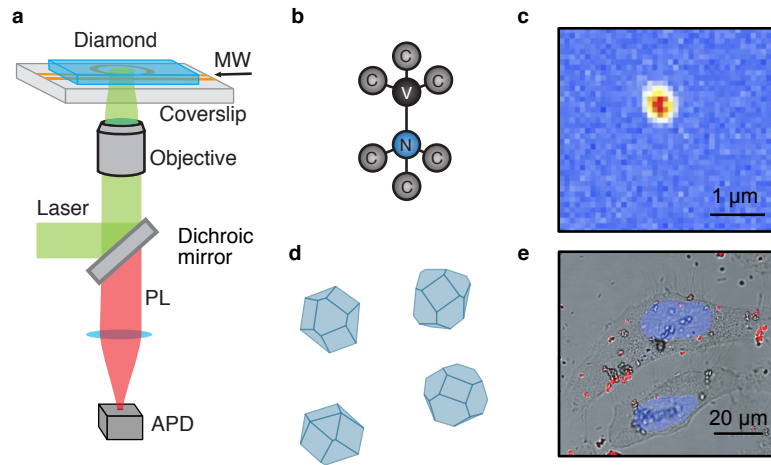 a
Diamond
MW
Coverslip
Objective
Laser
Dichroic
mirror
PL
APD
b
C
C
C
V
N
C
C
C
c
1 µm
d
e
20 µm